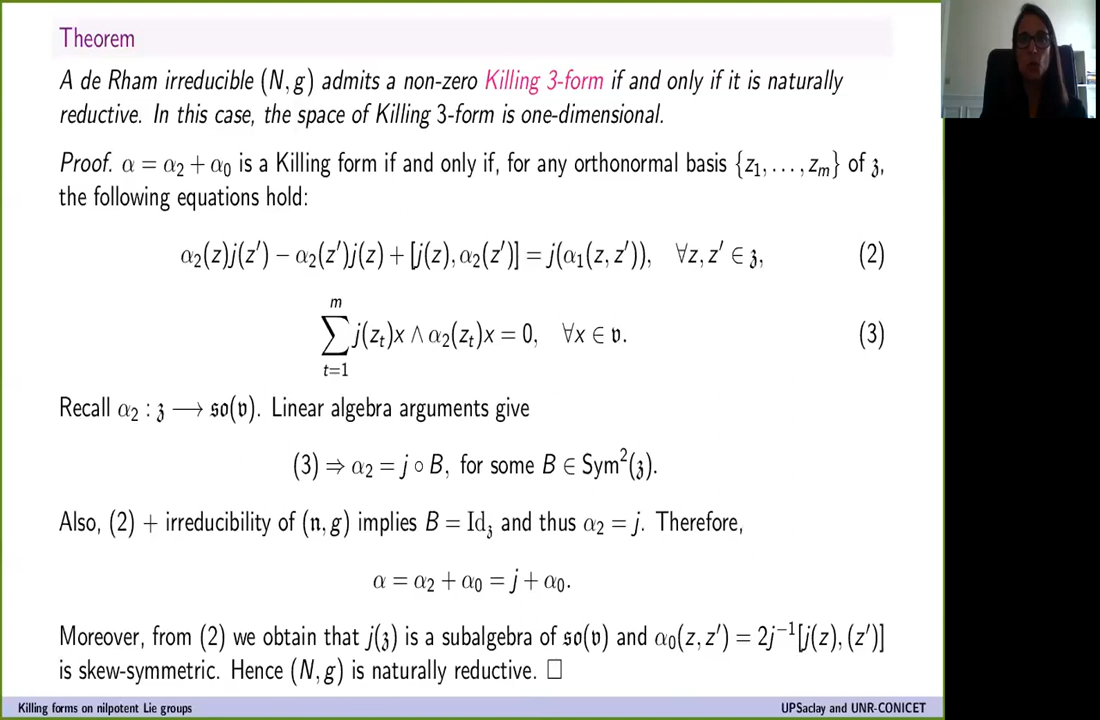 Theorem
A de Rham irreducible (N, g) admits a non-zero Killing 3-form if and only if it is naturally
reductive. In this case, the space of Killing 3-form is one-dimensional.
Proof. α = α₂ + α₀ is a Killing form if and only if, for any orthonormal basis {z₁, . . . , zₘ} of 𝔷,
the following equations hold:
α₂(z)j(z′) − α₂(z′)j(z) + [j(z), α₂(z′)] = j(α₁(z, z′)), ∀z, z′ ∈ 𝔷, (2)
∑_{t=1}^{m} j(z_t)x ∧ α₂(z_t)x = 0, ∀x ∈ 𝔳. (3)
Recall α₂ : 𝔷 ⟶ 𝔰𝔬(𝔳). Linear algebra arguments give
(3) ⇒ α₂ = j ∘ B, for some B ∈ Sym²(𝔷).
Also, (2) + irreducibility of (𝔫, g) implies B = Id_𝔷 and thus α₂ = j. Therefore,
α = α₂ + α₀ = j + α₀.
Moreover, from (2) we obtain that j(𝔷) is a subalgebra of 𝔰𝔬(𝔳) and α₀(z, z′) = 2j⁻¹[j(z), (z′)]
is skew-symmetric. Hence (N, g) is naturally reductive. □
Killing forms on nilpotent Lie groups
UPSaclay and UNR-CONICET